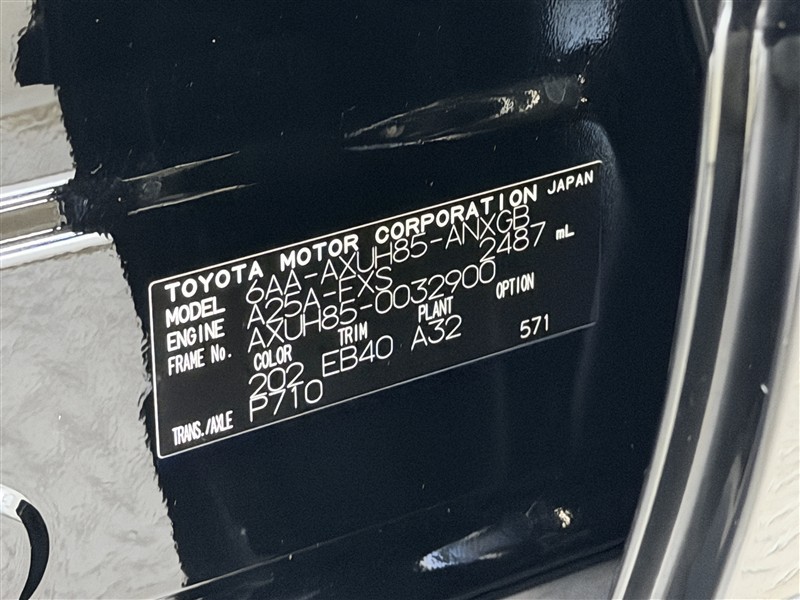 TOYOTA MOTOR CORPORATION JAPAN
MODEL 6AA-AXUH85-ANXGB
ENGINE A25A-FXS 2487 mL
FRAME No. AXUH85-0032900
COLOR TRIM PLANT OPTION
202 EB40 A32 571
TRANS./AXLE P710